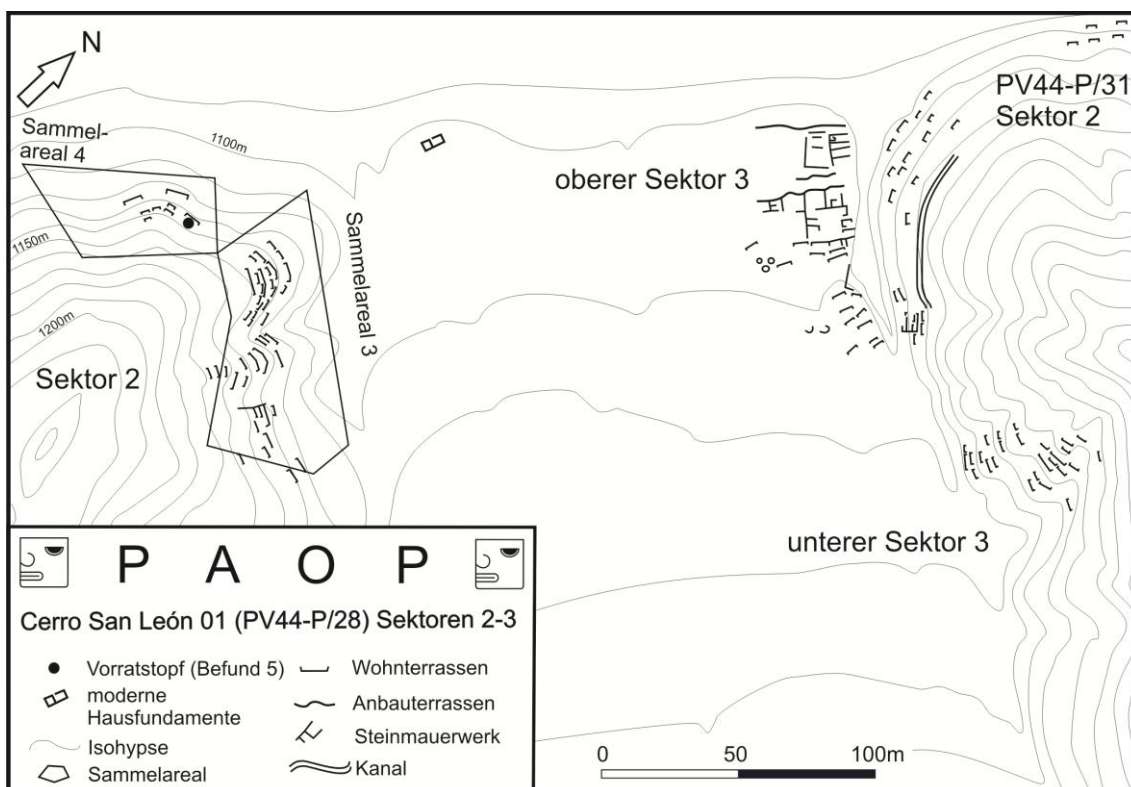 N
Sammel-
areal 4
1100m
1150m
1200m
Sektor 2
Sammelareal 3
oberer Sektor 3
PV44-P/31
Sektor 2
unterer Sektor 3
P A O P
Cerro San León 01 (PV44-P/28) Sektoren 2-3
Vorratstopf (Befund 5)
moderne
Hausfundamente
Isohypse
Sammelareal
Wohnterrassen
Anbauterrassen
Steinmauerwerk
Kanal
0 50 100m